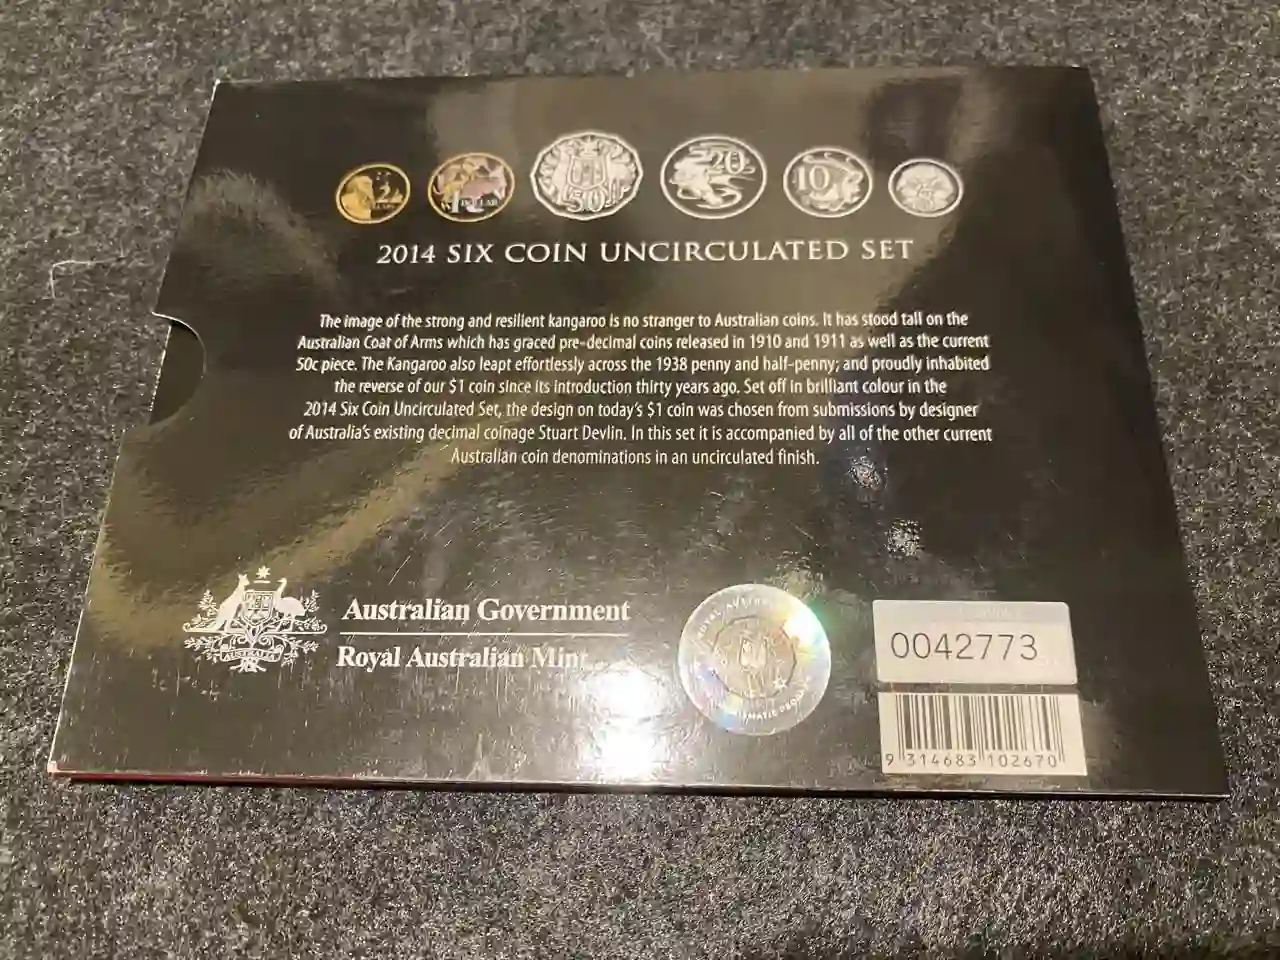 2
DOLLAR
50
20
10
2014 SIX COIN UNCIRCULATED SET
The image of the strong and resilient kangaroo is no stranger to Australian coins. It has stood tall on the
Australian Coat of Arms which has graced pre-decimal coins released in 1910 and 1911 as well as the current
50c piece. The Kangaroo also leapt effortlessly across the 1938 penny and half-penny; and proudly inhabited
the reverse of our $1 coin since its introduction thirty years ago. Set off in brilliant colour in the
2014 Six Coin Uncirculated Set, the design on today's $1 coin was chosen from submissions by designer
of Australia's existing decimal coinage Stuart Devlin. In this set it is accompanied by all of the other current
Australian coin denominations in an uncirculated finish.
AUSTRALIA
Australian Government
Royal Australian Mint
0042773
9 314683 102670